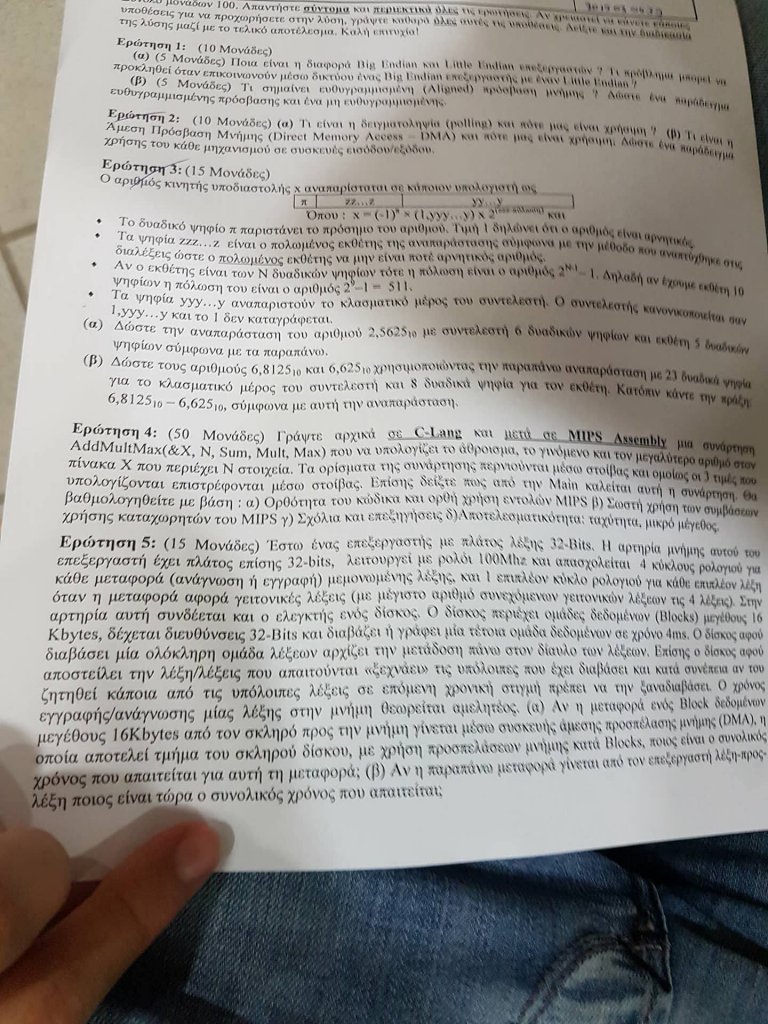 μονάδων 100. Απαντήστε σύντομα και περιεκτικά όλες τις ερωτήσεις. Αν χρειαστεί να κάνετε κάποιες
υποθέσεις για να προχωρήσετε στην λύση, γράψτε καθαρά όλες αυτές τις υποθέσεις. Δείξτε και την διαδικασία
της λύσης μαζί με το τελικό αποτέλεσμα. Καλή επιτυχία!
Ερώτηση 1: (10 Μονάδες)
(α) (5 Μονάδες) Ποια είναι η διαφορά Big Endian και Little Endian επεξεργαστών ? Τι πρόβλημα μπορεί να
προκληθεί όταν επικοινωνούν μέσω δικτύου ένας Big Endian επεξεργαστής με έναν Little Endian ?
(β) (5 Μονάδες) Τι σημαίνει ευθυγραμμισμένη (Aligned) πρόσβαση μνήμης ? Δώστε ένα παράδειγμα
ευθυγραμμισμένης πρόσβασης και ένα μη ευθυγραμμισμένης.
Ερώτηση 2: (10 Μονάδες) (α) Τι είναι η δειγματοληψία (polling) και πότε μας είναι χρήσιμη ? (β) Τι είναι η
Άμεση Πρόσβαση Μνήμης (Direct Memory Access – DMA) και πότε μας είναι χρήσιμη. Δώστε ένα παράδειγμα
χρήσης του κάθε μηχανισμού σε συσκευές εισόδου/εξόδου.
Ερώτηση 3: (15 Μονάδες)
Ο αριθμός κινητής υποδιαστολής x αναπαρίσταται σε κάποιον υπολογιστή ως
π zz…z yy…y
Όπου : x = (-1)^π × (1,yyy…y) x 2 και
• Το δυαδικό ψηφίο π παριστάνει το πρόσημο του αριθμού. Τιμή 1 δηλώνει ότι ο αριθμός είναι αρνητικός.
• Τα ψηφία zzz…z είναι ο πολωμένος εκθέτης της αναπαράστασης σύμφωνα με την μέθοδο που αναπτύχθηκε στις
διαλέξεις ώστε ο πολωμένος εκθέτης να μην είναι ποτέ αρνητικός αριθμός.
• Αν ο εκθέτης είναι των N δυαδικών ψηφίων τότε η πόλωση είναι ο αριθμός 2^N-1 – 1. Δηλαδή αν έχουμε εκθέτη 10
ψηφίων η πόλωση του είναι ο αριθμός 2^9–1 = 511.
• Τα ψηφία yyy…y αναπαριστούν το κλασματικό μέρος του συντελεστή. Ο συντελεστής κανονικοποιείται σαν
1,yyy…y και το 1 δεν καταγράφεται.
(α) Δώστε την αναπαράσταση του αριθμού 2,5625₁₀ με συντελεστή 6 δυαδικών ψηφίων και εκθέτη 5 δυαδικών
ψηφίων σύμφωνα με τα παραπάνω.
(β) Δώστε τους αριθμούς 6,8125₁₀ και 6,625₁₀ χρησιμοποιώντας την παραπάνω αναπαράσταση με 23 δυαδικά ψηφία
για το κλασματικό μέρος του συντελεστή και 8 δυαδικά ψηφία για τον εκθέτη. Κατόπιν κάντε την πράξη:
6,8125₁₀ – 6,625₁₀, σύμφωνα με αυτή την αναπαράσταση.
Ερώτηση 4: (50 Μονάδες) Γράψτε αρχικά σε C-Lang και μετά σε MIPS Assembly μια συνάρτηση
AddMultMax(&X, N, Sum, Mult, Max) που να υπολογίζει το άθροισμα, το γινόμενο και τον μεγαλύτερο αριθμό στον
πίνακα X που περιέχει N στοιχεία. Τα ορίσματα της συνάρτησης περνιούνται μέσω στοίβας και ομοίως οι 3 τιμές που
υπολογίζονται επιστρέφονται μέσω στοίβας. Επίσης δείξτε πως από την Main καλείται αυτή η συνάρτηση. Θα
βαθμολογηθείτε με βάση : α) Ορθότητα του κώδικα και ορθή χρήση εντολών MIPS β) Σωστή χρήση των συμβάσεων
χρήσης καταχωρητών του MIPS γ) Σχόλια και επεξηγήσεις δ)Αποτελεσματικότητα: ταχύτητα, μικρό μέγεθος.
Ερώτηση 5: (15 Μονάδες) Έστω ένας επεξεργαστής με πλάτος λέξης 32-Bits. Η αρτηρία μνήμης αυτού του
επεξεργαστή έχει πλάτος επίσης 32-bits, λειτουργεί με ρολόι 100Mhz και απασχολείται 4 κύκλους ρολογιού για
κάθε μεταφορά (ανάγνωση ή εγγραφή) μεμονωμένης λέξης, και 1 επιπλέον κύκλο ρολογιού για κάθε επιπλέον λέξη
όταν η μεταφορά αφορά γειτονικές λέξεις (με μέγιστο αριθμό συνεχόμενων γειτονικών λέξεων τις 4 λέξεις). Στην
αρτηρία αυτή συνδέεται και ο ελεγκτής ενός δίσκου. Ο δίσκος περιέχει ομάδες δεδομένων (Blocks) μεγέθους 16
Kbytes, δέχεται διευθύνσεις 32-Bits και διαβάζει ή γράφει μία τέτοια ομάδα δεδομένων σε χρόνο 4ms. Ο δίσκος αφού
διαβάσει μία ολόκληρη ομάδα λέξεων αρχίζει την μετάδοση πάνω στον δίαυλο των λέξεων. Επίσης ο δίσκος αφού
αποστείλει την λέξη/λέξεις που απαιτούνται «ξεχνάει» τις υπόλοιπες που έχει διαβάσει και κατά συνέπεια αν του
ζητηθεί κάποια από τις υπόλοιπες λέξεις σε επόμενη χρονική στιγμή πρέπει να την ξαναδιαβάσει. Ο χρόνος
εγγραφής/ανάγνωσης μίας λέξης στην μνήμη θεωρείται αμελητέος. (α) Αν η μεταφορά ενός Block δεδομένων
μεγέθους 16Kbytes από τον σκληρό προς την μνήμη γίνεται μέσω συσκευής άμεσης προσπέλασης μνήμης (DMA), η
οποία αποτελεί τμήμα του σκληρού δίσκου, με χρήση προσπελάσεων μνήμης κατά Blocks, ποιος είναι ο συνολικός
χρόνος που απαιτείται για αυτή τη μεταφορά; (β) Αν η παραπάνω μεταφορά γίνεται από τον επεξεργαστή λέξη-προς-
λέξη ποιος είναι τώρα ο συνολικός χρόνος που απαιτείται;